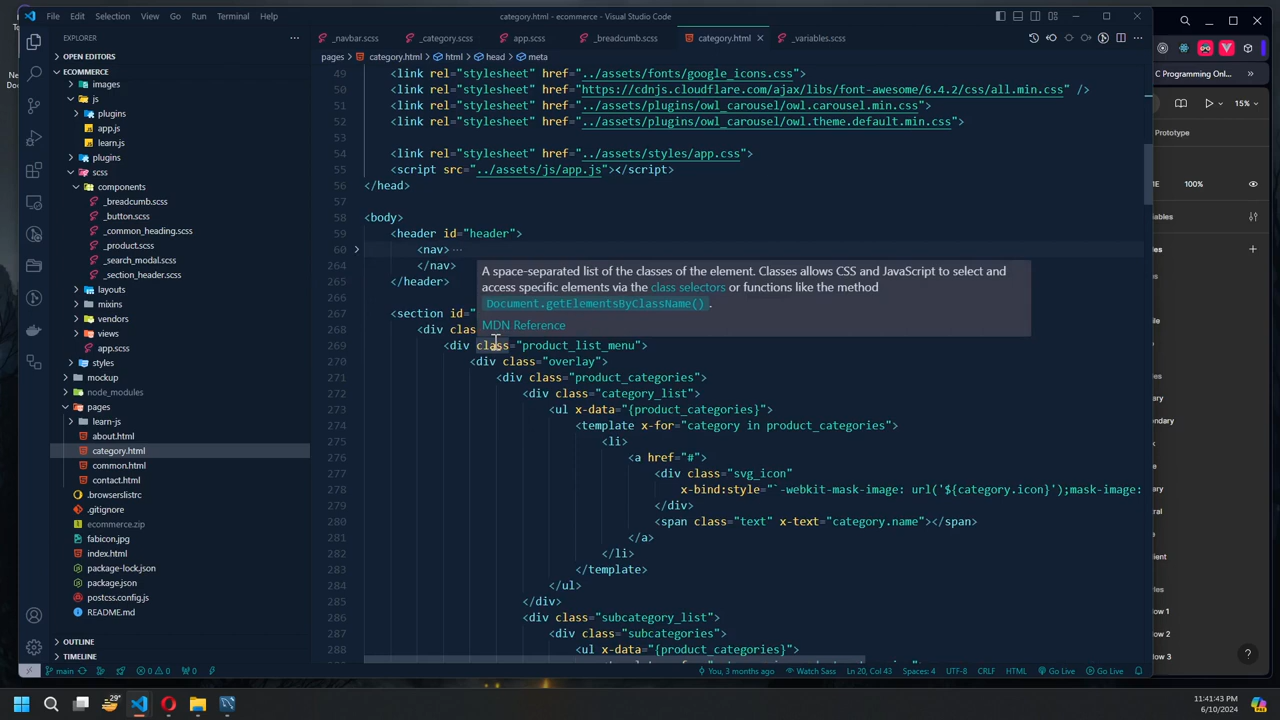 File Edit Selection View Go Run Terminal Help
category.html - ecommerce - Visual Studio Code
EXPLORER
_navbar.scss _category.scss app.scss _breadcumb.scss category.html _variables.scss
pages category.html html head meta
OPEN EDITORS
ECOMMERCE
images
js
plugins
app.js
learn.js
plugins
scss
components
_breadcumb.scss
_button.scss
_common_heading.scss
_product.scss
_search_modal.scss
_section_header.scss
layouts
mixins
vendors
views
app.scss
styles
mockup
node_modules
pages
learn-js
about.html
category.html
common.html
contact.html
.browserslistrc
.gitignore
ecommerce.zip
fabicon.jpg
index.html
package-lock.json
package.json
postcss.config.js
README.md
OUTLINE
TIMELINE
49 <link rel="stylesheet" href="../assets/fonts/google_icons.css">
50 <link rel="stylesheet" href="https://cdnjs.cloudflare.com/ajax/libs/font-awesome/6.4.2/css/all.min.css" />
51 <link rel="stylesheet" href="../assets/plugins/owl_carousel/owl.carousel.min.css">
52 <link rel="stylesheet" href="../assets/plugins/owl_carousel/owl.theme.default.min.css">
53
54 <link rel="stylesheet" href="../assets/styles/app.css">
55 <script src="../assets/js/app.js"></script>
56 </head>
57
58 <body>
59 <header id="header">
60 <nav> ···
264 </nav>
265 </header>
266
267 <section id="
268 <div clas
269 <div class="product_list_menu">
270 <div class="overlay">
271 <div class="product_categories">
272 <div class="category_list">
273 <ul x-data="{product_categories}">
274 <template x-for="category in product_categories">
275 <li>
276 <a href="#">
277 <div class="svg_icon"
278 x-bind:style="`-webkit-mask-image: url('${category.icon}');mask-image:
279 </div>
280 <span class="text" x-text="category.name"></span>
281 </a>
282 </li>
283 </template>
284 </ul>
285 </div>
286 <div class="subcategory_list">
287 <div class="subcategories">
288 <ul x-data="{product_categories}">
A space-separated list of the classes of the element. Classes allows CSS and JavaScript to select and
access specific elements via the class selectors or functions like the method
Document.getElementsByClassName().
MDN Reference
main 0 0 0 You, 3 months ago Watch Sass Ln 20, Col 43 Spaces: 4 UTF-8 CRLF HTML Go Live Go Live
C Programming Onl...
15%
Prototype
100%
29°
11:41:43 PM
6/10/2024